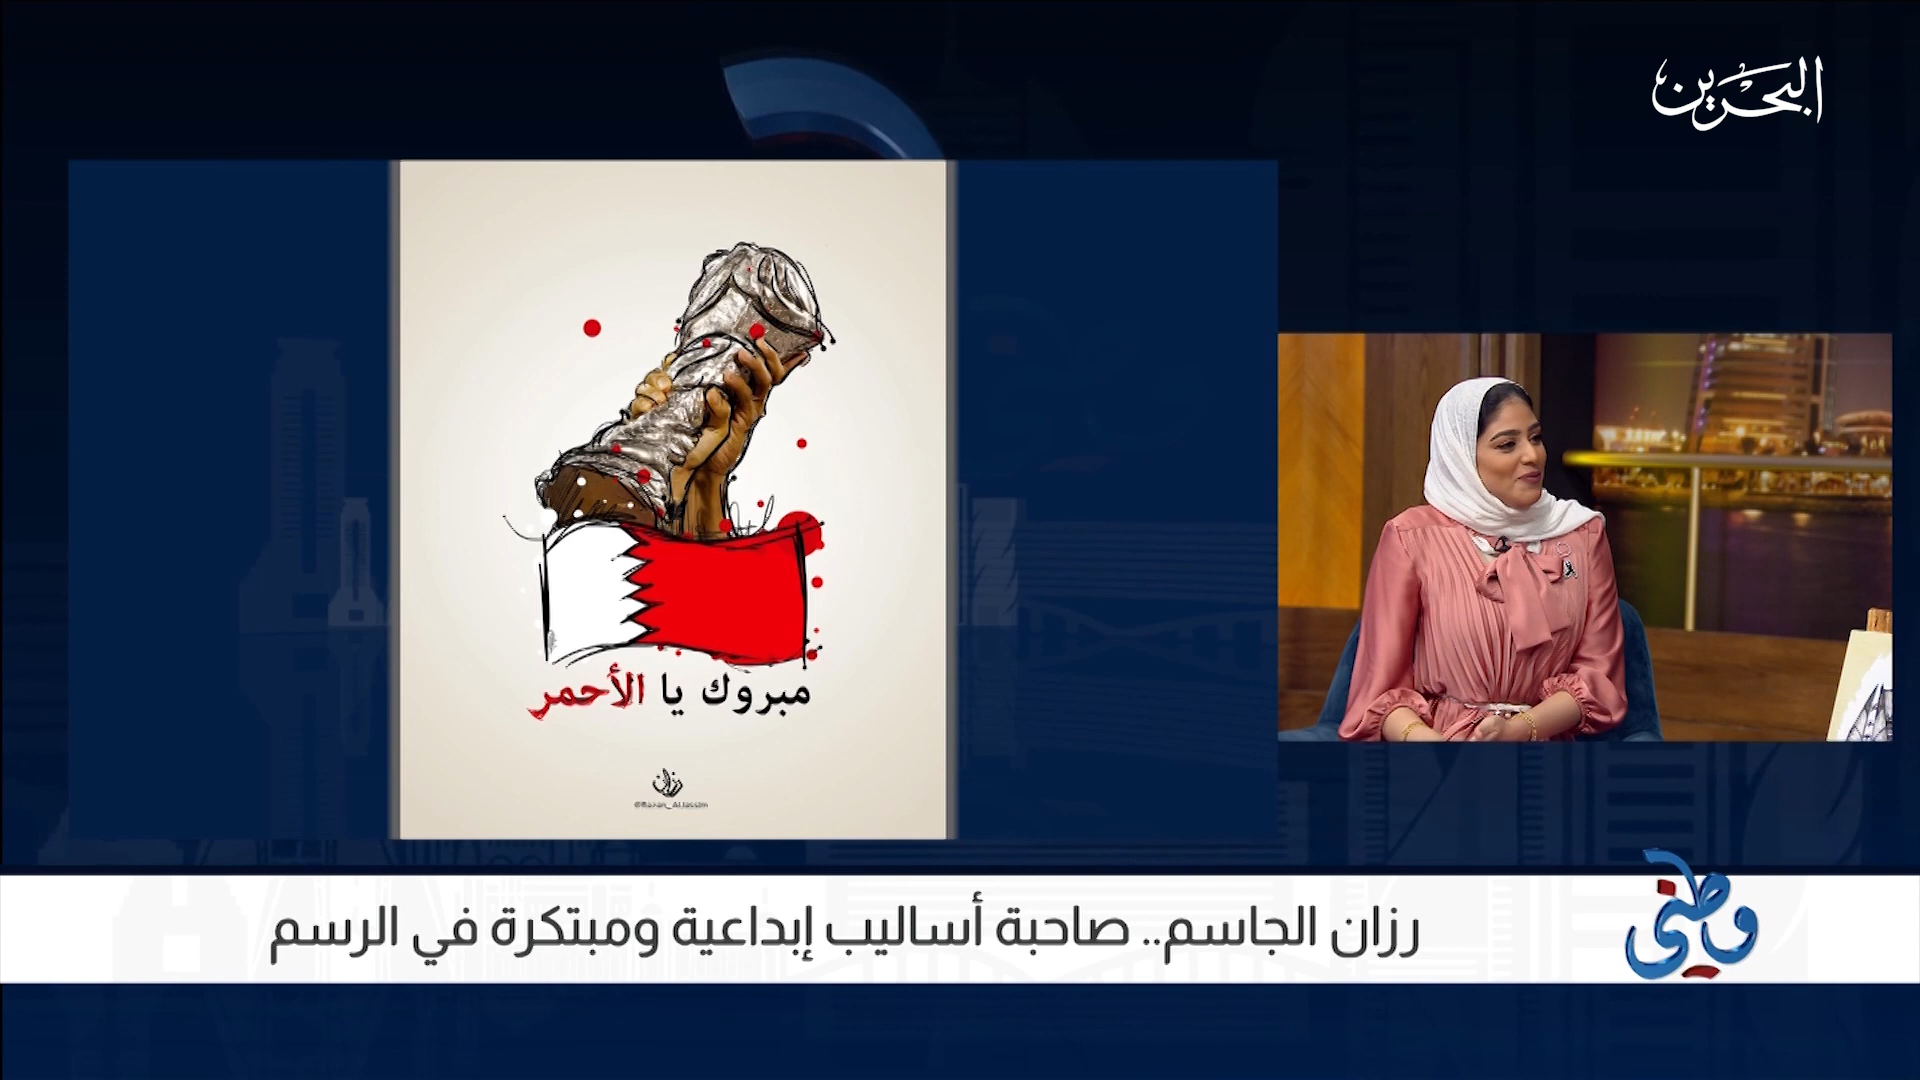 البحرين
مبروك يا الأحمر
رزان
@Razan_AlJassim
رزان الجاسم.. صاحبة أساليب إبداعية ومبتكرة في الرسم
وطني